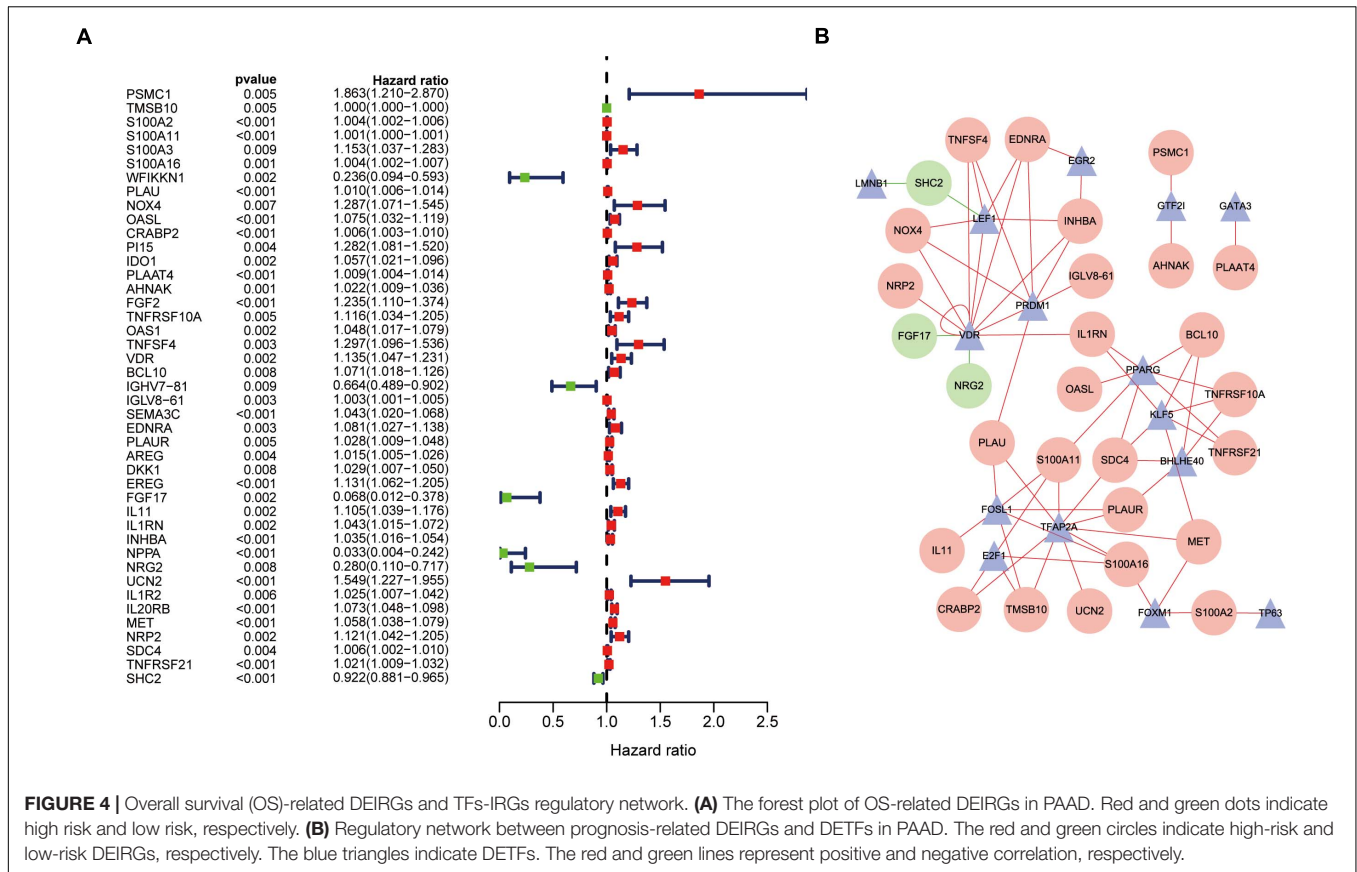 A
pvalue Hazard ratio
PSMC1 0.005 1.863(1.210−2.870)
TMSB10 0.005 1.000(1.000−1.000)
S100A2 <0.001 1.004(1.002−1.006)
S100A11 <0.001 1.001(1.000−1.001)
S100A3 0.009 1.153(1.037−1.283)
S100A16 0.001 1.004(1.002−1.007)
WFIKKN1 0.002 0.236(0.094−0.593)
PLAU <0.001 1.010(1.006−1.014)
NOX4 0.007 1.287(1.071−1.545)
OASL <0.001 1.075(1.032−1.119)
CRABP2 <0.001 1.006(1.003−1.010)
PI15 0.004 1.282(1.081−1.520)
IDO1 0.002 1.057(1.021−1.096)
PLAAT4 <0.001 1.009(1.004−1.014)
AHNAK 0.001 1.022(1.009−1.036)
FGF2 <0.001 1.235(1.110−1.374)
TNFRSF10A 0.005 1.116(1.034−1.205)
OAS1 0.002 1.048(1.017−1.079)
TNFSF4 0.003 1.297(1.096−1.536)
VDR 0.002 1.135(1.047−1.231)
BCL10 0.008 1.071(1.018−1.126)
IGHV7−81 0.009 0.664(0.489−0.902)
IGLV8−61 0.003 1.003(1.001−1.005)
SEMA3C <0.001 1.043(1.020−1.068)
EDNRA 0.003 1.081(1.027−1.138)
PLAUR 0.005 1.028(1.009−1.048)
AREG 0.004 1.015(1.005−1.026)
DKK1 0.008 1.029(1.007−1.050)
EREG <0.001 1.131(1.062−1.205)
FGF17 0.002 0.068(0.012−0.378)
IL11 0.002 1.105(1.039−1.176)
IL1RN 0.002 1.043(1.015−1.072)
INHBA <0.001 1.035(1.016−1.054)
NPPA <0.001 0.033(0.004−0.242)
NRG2 0.008 0.280(0.110−0.717)
UCN2 <0.001 1.549(1.227−1.955)
IL1R2 0.006 1.025(1.007−1.042)
IL20RB <0.001 1.073(1.048−1.098)
MET <0.001 1.058(1.038−1.079)
NRP2 0.002 1.121(1.042−1.205)
SDC4 0.004 1.006(1.002−1.010)
TNFRSF21 <0.001 1.021(1.009−1.032)
SHC2 <0.001 0.922(0.881−0.965)
0.0 0.5 1.0 1.5 2.0 2.5
Hazard ratio
B
TNFSF4
EDNRA
EGR2
PSMC1
LMNB1
SHC2
LEF1
INHBA
GTF2I
GATA3
NOX4
AHNAK
PLAAT4
NRP2
IGLV8-61
PRDM1
FGF17
VDR
IL1RN
BCL10
NRG2
OASL
PPARG
TNFRSF10A
KLF5
PLAU
S100A11
SDC4
BHLHE40
TNFRSF21
FOSL1
TFAP2A
PLAUR
IL11
E2F1
S100A16
MET
CRABP2
TMSB10
UCN2
FOXM1
S100A2
TP63
FIGURE 4 | Overall survival (OS)-related DEIRGs and TFs-IRGs regulatory network. (A) The forest plot of OS-related DEIRGs in PAAD. Red and green dots indicate
high risk and low risk, respectively. (B) Regulatory network between prognosis-related DEIRGs and DETFs in PAAD. The red and green circles indicate high-risk and
low-risk DEIRGs, respectively. The blue triangles indicate DETFs. The red and green lines represent positive and negative correlation, respectively.